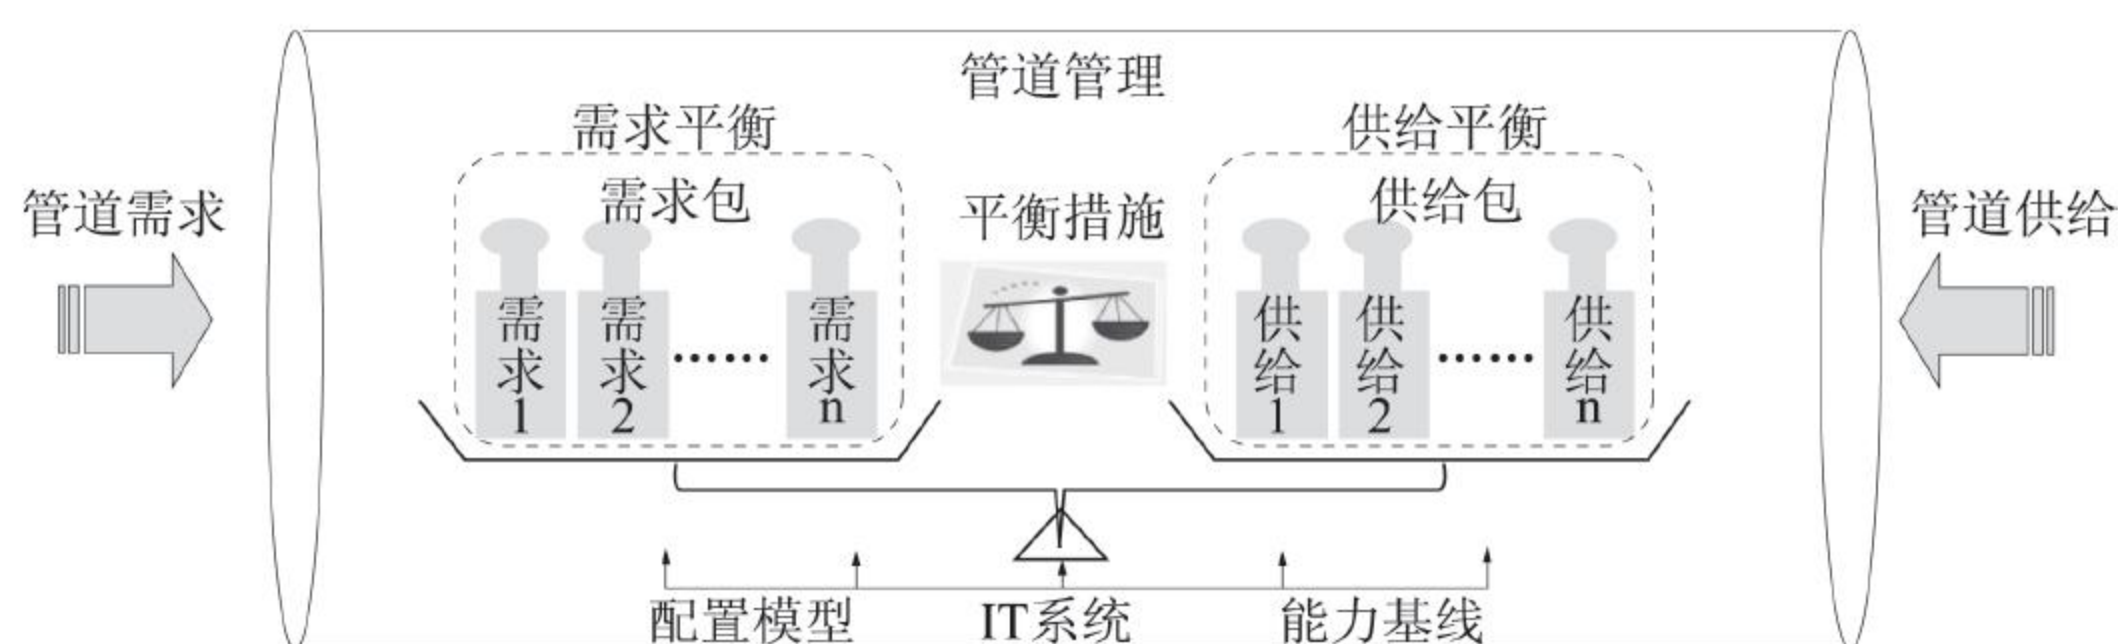 管道管理
需求平衡
供给平衡
管道需求
需求包
平衡措施
供给包
管道供给
需求1
需求2
……
需求n
供给1
供给2
……
供给n
配置模型
IT系统
能力基线